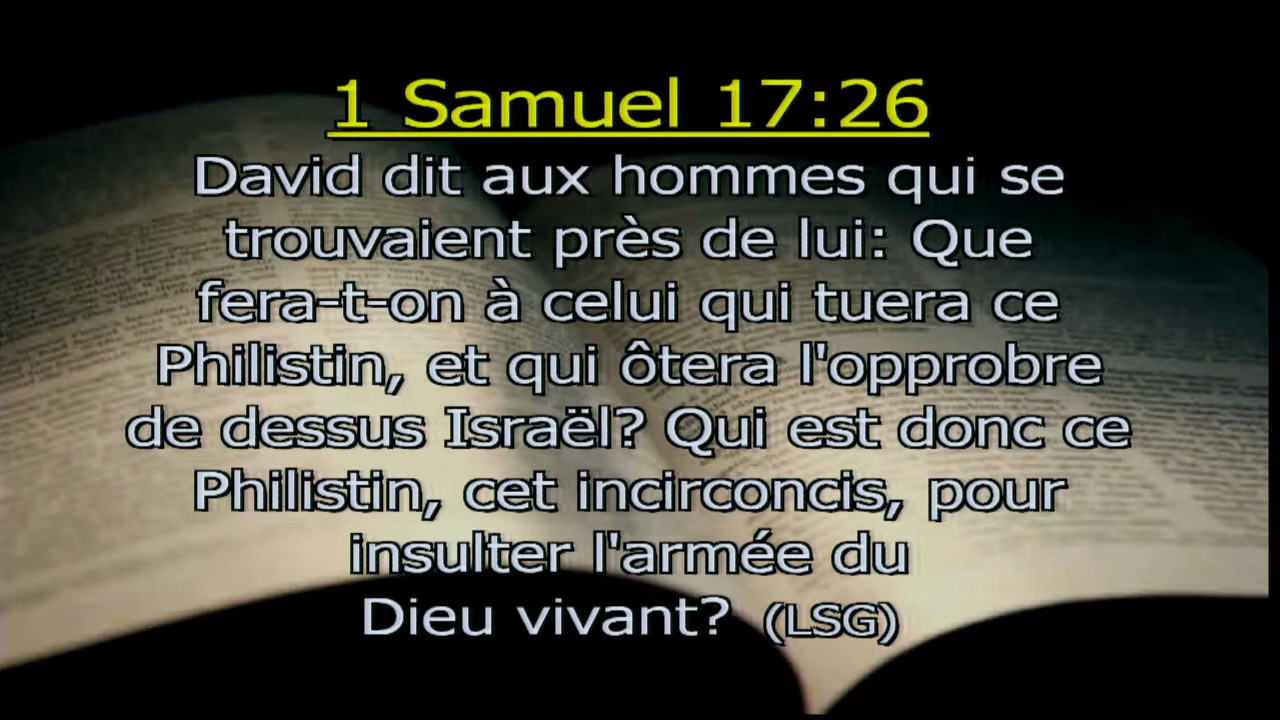 1 Samuel 17:26
David dit aux hommes qui se
trouvaient près de lui: Que
fera-t-on à celui qui tuera ce
Philistin, et qui ôtera l'opprobre
de dessus Israël? Qui est donc ce
Philistin, cet incirconcis, pour
insulter l'armée du
Dieu vivant? (LSG)